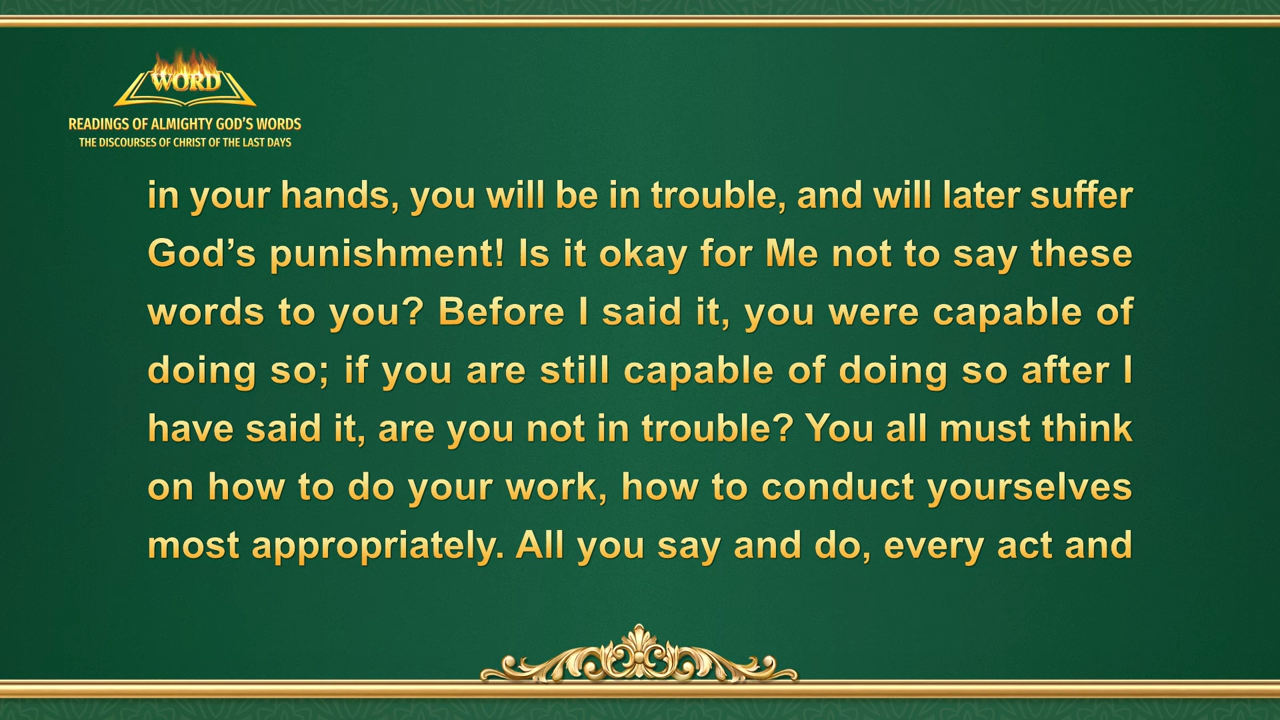 WORD
READINGS OF ALMIGHTY GOD'S WORDS
THE DISCOURSES OF CHRIST OF THE LAST DAYS
in your hands, you will be in trouble, and will later suffer
God’s punishment! Is it okay for Me not to say these
words to you? Before I said it, you were capable of
doing so; if you are still capable of doing so after I
have said it, are you not in trouble? You all must think
on how to do your work, how to conduct yourselves
most appropriately. All you say and do, every act and